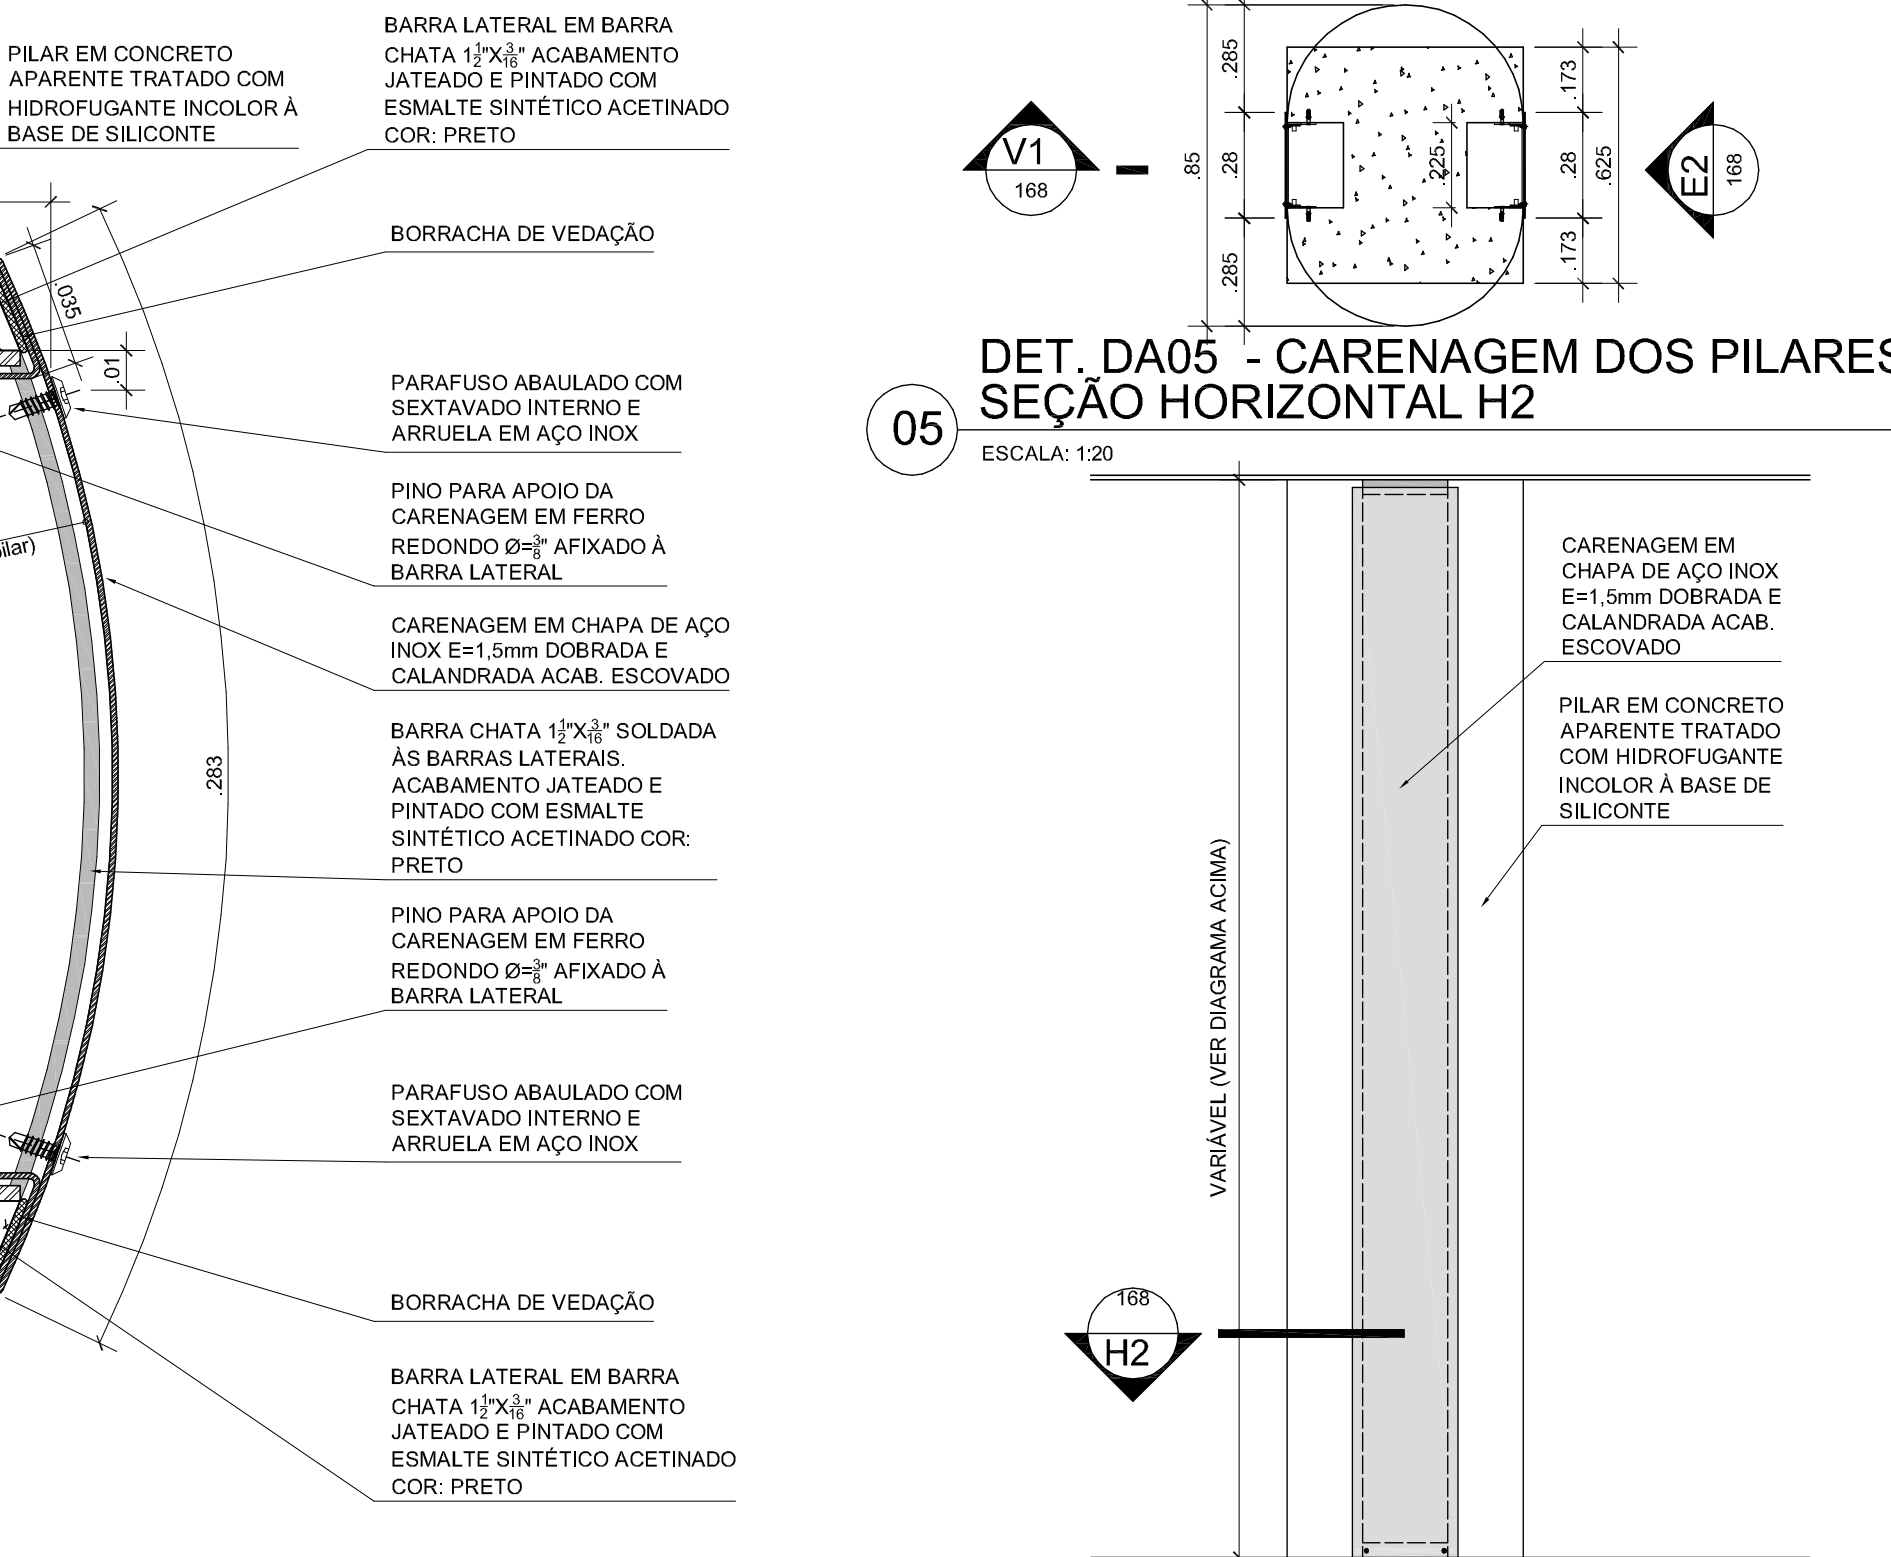 PILAR EM CONCRETO
APARENTE TRATADO COM
HIDROFUGANTE INCOLOR À
BASE DE SILICONTE
BARRA LATERAL EM BARRA
CHATA 1½"X3/16" ACABAMENTO
JATEADO E PINTADO COM
ESMALTE SINTÉTICO ACETINADO
COR: PRETO
BORRACHA DE VEDAÇÃO
.035
.01
PARAFUSO ABAULADO COM
SEXTAVADO INTERNO E
ARRUELA EM AÇO INOX
PINO PARA APOIO DA
CARENAGEM EM FERRO
REDONDO Ø=3/8" AFIXADO À
BARRA LATERAL
ilar)
CARENAGEM EM CHAPA DE AÇO
INOX E=1,5mm DOBRADA E
CALANDRADA ACAB. ESCOVADO
BARRA CHATA 1½"X3/16" SOLDADA
ÀS BARRAS LATERAIS.
ACABAMENTO JATEADO E
PINTADO COM ESMALTE
SINTÉTICO ACETINADO COR:
PRETO
.283
PINO PARA APOIO DA
CARENAGEM EM FERRO
REDONDO Ø=3/8" AFIXADO À
BARRA LATERAL
PARAFUSO ABAULADO COM
SEXTAVADO INTERNO E
ARRUELA EM AÇO INOX
BORRACHA DE VEDAÇÃO
BARRA LATERAL EM BARRA
CHATA 1½"X3/16" ACABAMENTO
JATEADO E PINTADO COM
ESMALTE SINTÉTICO ACETINADO
COR: PRETO
V1
168
.85
.285
.28
.285
.225
.173
.28
.173
.625
E2
168
DET. DA05 - CARENAGEM DOS PILARES
SEÇÃO HORIZONTAL H2
05
ESCALA: 1:20
CARENAGEM EM
CHAPA DE AÇO INOX
E=1,5mm DOBRADA E
CALANDRADA ACAB.
ESCOVADO
PILAR EM CONCRETO
APARENTE TRATADO
COM HIDROFUGANTE
INCOLOR À BASE DE
SILICONTE
VARIÁVEL (VER DIAGRAMA ACIMA)
168
H2